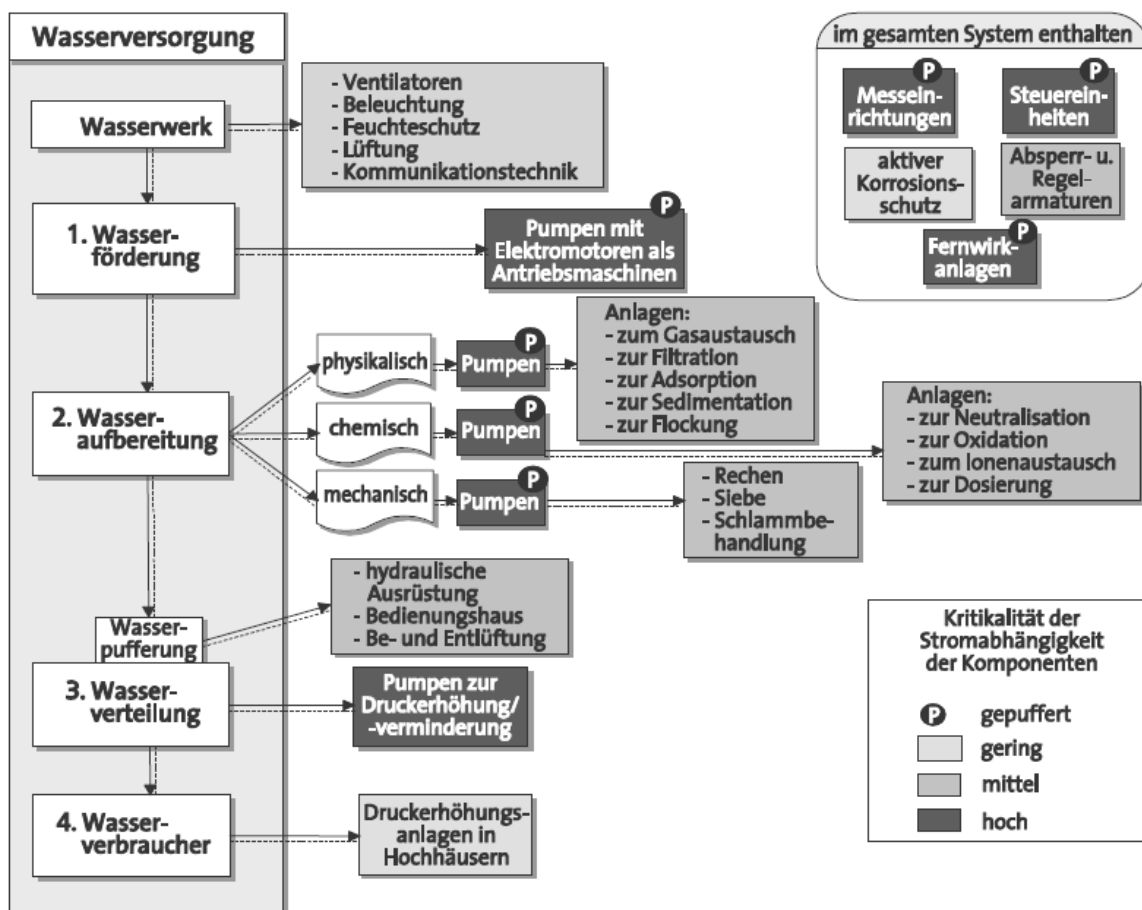 Wasserversorgung
Wasserwerk
- Ventilatoren
- Beleuchtung
- Feuchteschutz
- Lüftung
- Kommunikationstechnik
im gesamten System enthalten
P
Messein-
richtungen
P
Steuerein-
heiten
aktiver
Korrosions-
schutz
Absperr- u.
Regel-
armaturen
P
Fernwirk-
anlagen
1. Wasser-
förderung
P
Pumpen mit
Elektromotoren als
Antriebsmaschinen
2. Wasser-
aufbereitung
physikalisch
P
Pumpen
Anlagen:
- zum Gasaustausch
- zur Filtration
- zur Adsorption
- zur Sedimentation
- zur Flockung
chemisch
P
Pumpen
Anlagen:
- zur Neutralisation
- zur Oxidation
- zum Ionenaustausch
- zur Dosierung
mechanisch
P
Pumpen
- Rechen
- Siebe
- Schlammbe-
handlung
Wasser-
pufferung
- hydraulische
Ausrüstung
- Bedienungshaus
- Be- und Entlüftung
3. Wasser-
verteilung
Pumpen zur
Druckerhöhung/
-verminderung
4. Wasser-
verbraucher
Druckerhöhungs-
anlagen in
Hochhäusern
Kritikalität der
Stromabhängigkeit
der Komponenten
P gepuffert
gering
mittel
hoch